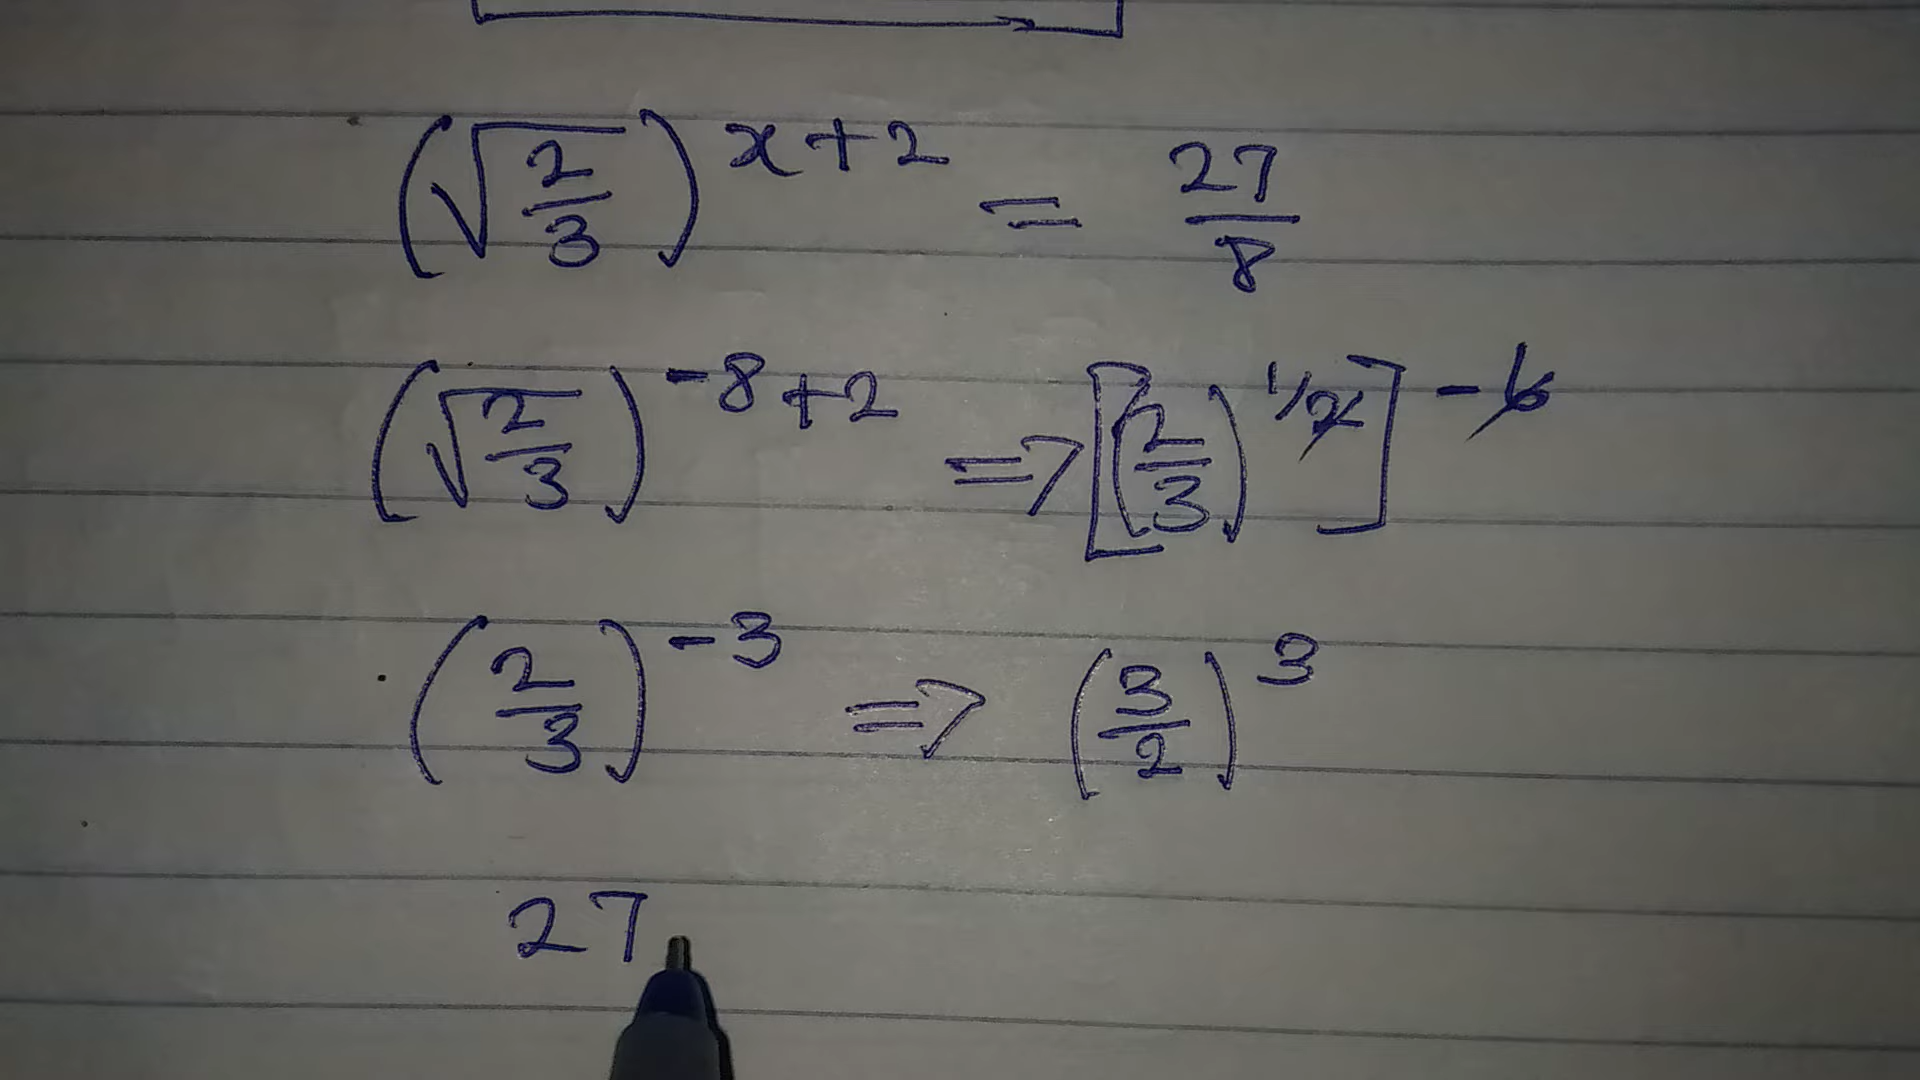 (√(2/3))^(x+2) = 27/8
(√(2/3))^(-8+2) => [(2/3)^(1/2)]^(-6)
(2/3)^(-3) => (3/2)^3
27